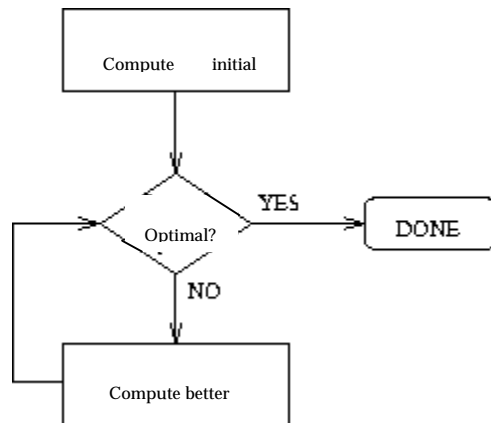 Compute initial
YES
Optimal?
DONE
NO
Compute better